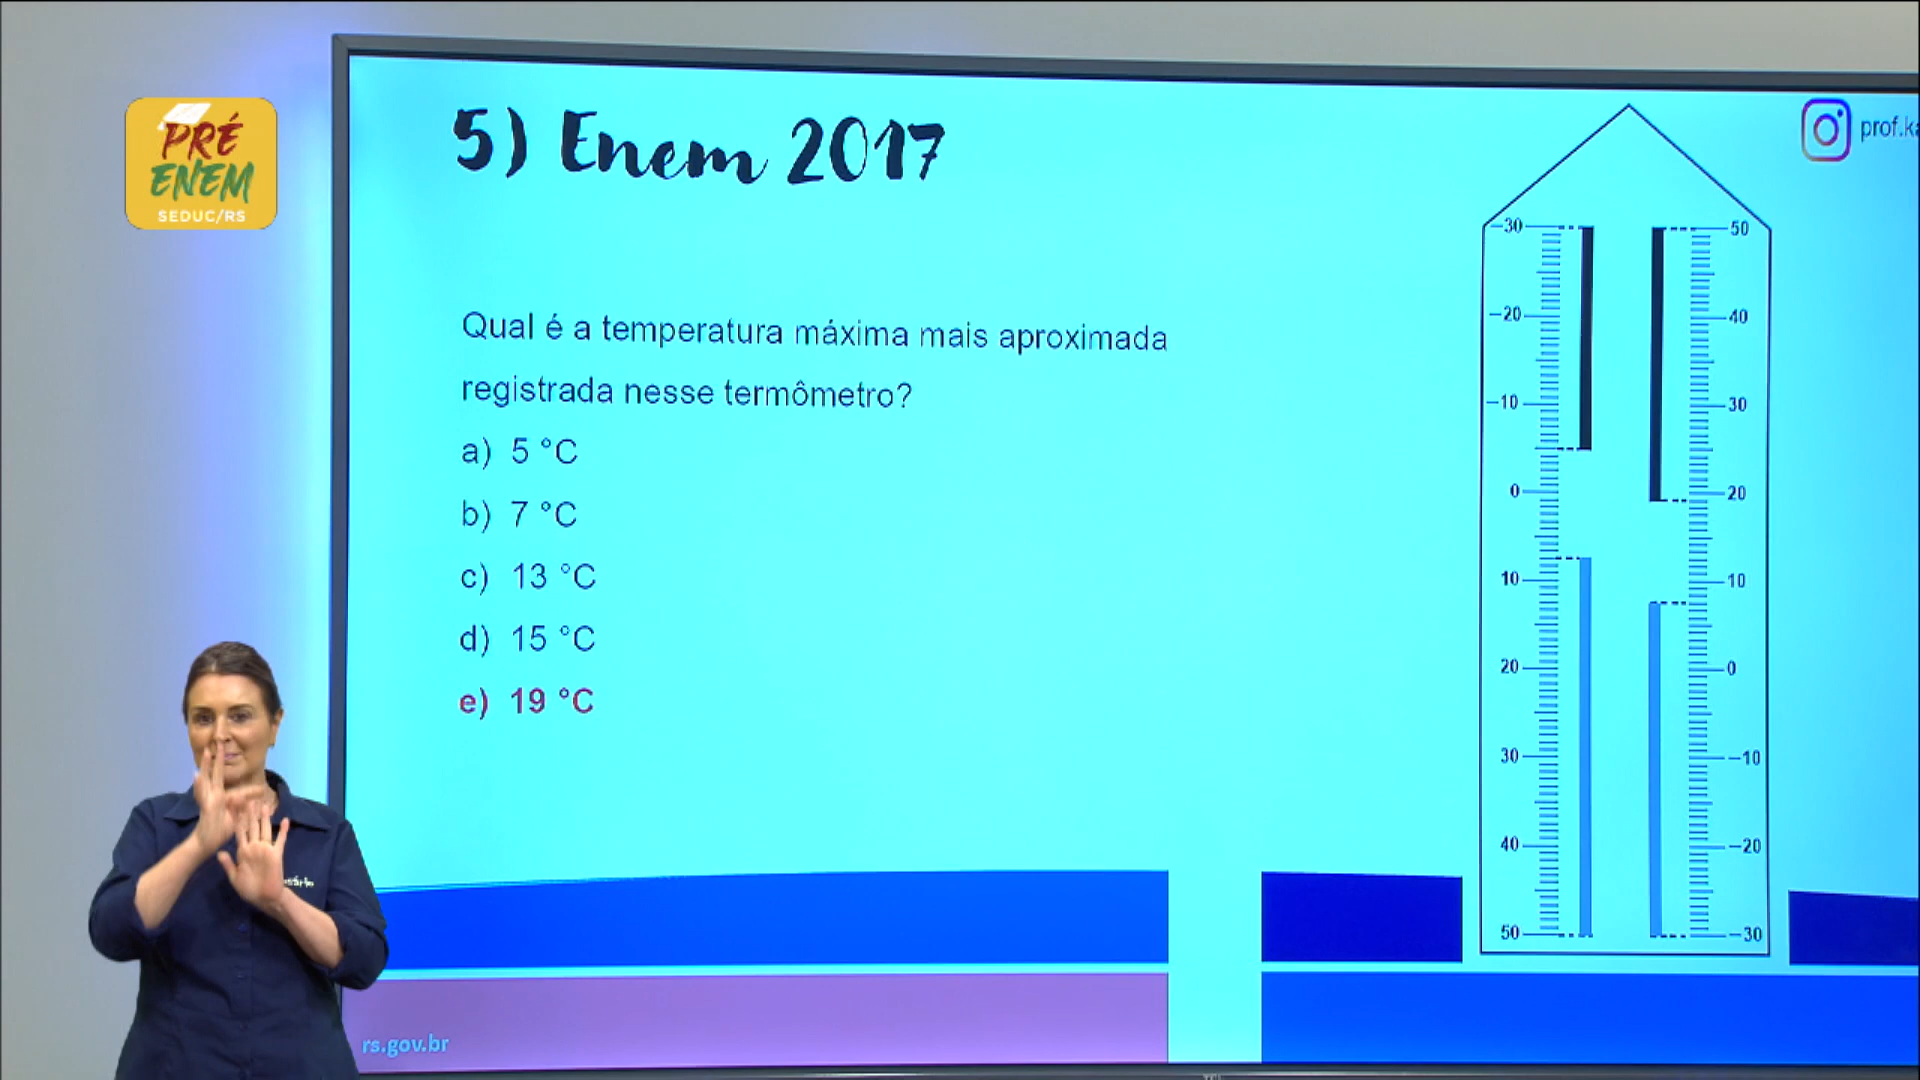 PRÉ
ENEM
SEDUC/RS
5) Enem 2017
Qual é a temperatura máxima mais aproximada
registrada nesse termômetro?
a) 5 °C
b) 7 °C
c) 13 °C
d) 15 °C
e) 19 °C
−30
−20
−10
0
10
20
30
40
50
50
40
30
20
10
0
−10
−20
−30
rs.gov.br